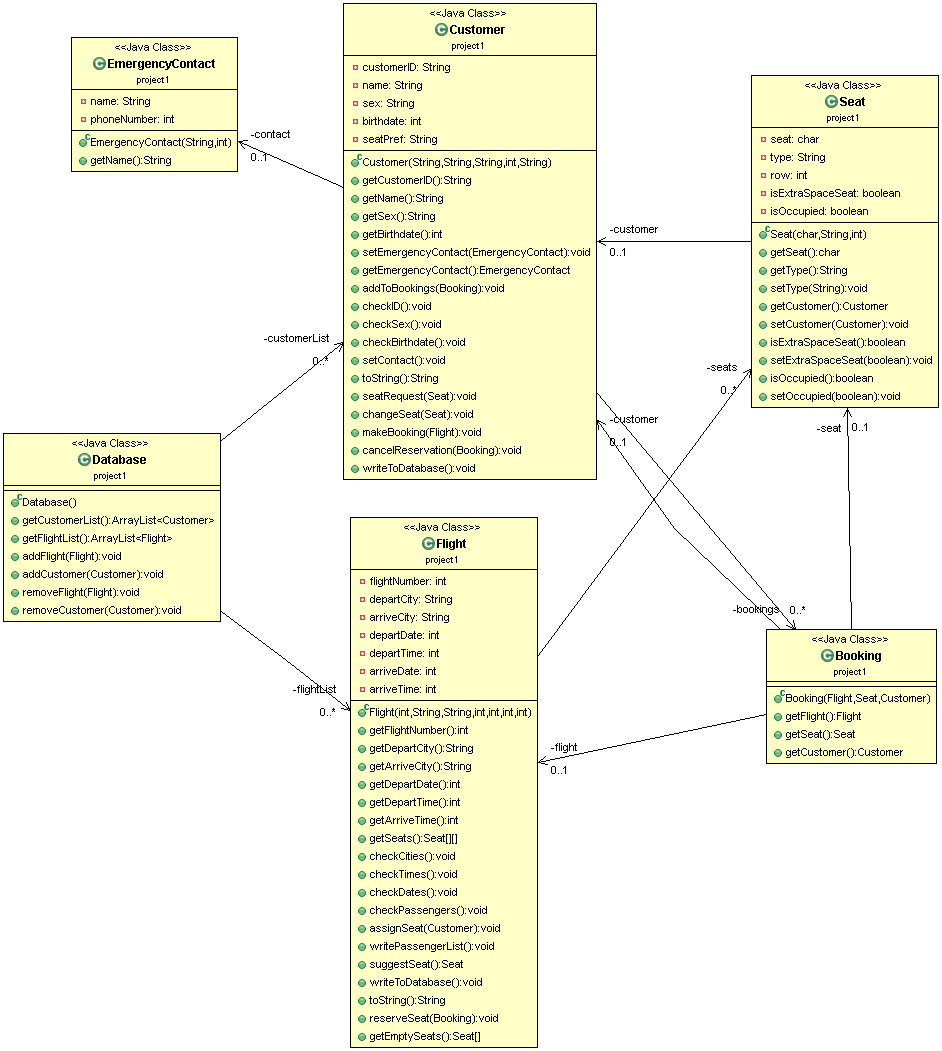 <<Java Class>>
EmergencyContact
project1
name: String
phoneNumber: int
EmergencyContact(String,int)
getName():String
<<Java Class>>
Customer
project1
customerID: String
name: String
sex: String
birthdate: int
seatPref: String
Customer(String,String,String,int,String)
getCustomerID():String
getName():String
getSex():String
getBirthdate():int
setEmergencyContact(EmergencyContact):void
getEmergencyContact():EmergencyContact
addToBookings(Booking):void
checkID():void
checkSex():void
checkBirthdate():void
setContact():void
toString():String
seatRequest(Seat):void
changeSeat(Seat):void
makeBooking(Flight):void
cancelReservation(Booking):void
writeToDatabase():void
<<Java Class>>
Seat
project1
seat: char
type: String
row: int
isExtraSpaceSeat: boolean
isOccupied: boolean
Seat(char,String,int)
getSeat():char
getType():String
setType(String):void
getCustomer():Customer
setCustomer(Customer):void
isExtraSpaceSeat():boolean
setExtraSpaceSeat(boolean):void
isOccupied():boolean
setOccupied(boolean):void
-contact
0..1
-customer
0..1
-customerList
0..*
-seats
0..*
-customer
0..1
-seat
0..1
<<Java Class>>
Database
project1
Database()
getCustomerList():ArrayList<Customer>
getFlightList():ArrayList<Flight>
addFlight(Flight):void
addCustomer(Customer):void
removeFlight(Flight):void
removeCustomer(Customer):void
<<Java Class>>
Flight
project1
flightNumber: int
departCity: String
arriveCity: String
departDate: int
departTime: int
arriveDate: int
arriveTime: int
Flight(int,String,String,int,int,int,int)
getFlightNumber():int
getDepartCity():String
getArriveCity():String
getDepartDate():int
getDepartTime():int
getArriveTime():int
getSeats():Seat[][]
checkCities():void
checkTimes():void
checkDates():void
checkPassengers():void
assignSeat(Customer):void
writePassengerList():void
suggestSeat():Seat
writeToDatabase():void
toString():String
reserveSeat(Booking):void
getEmptySeats():Seat[]
-bookings
0..*
<<Java Class>>
Booking
project1
Booking(Flight,Seat,Customer)
getFlight():Flight
getSeat():Seat
getCustomer():Customer
-flightList
0..*
-flight
0..1